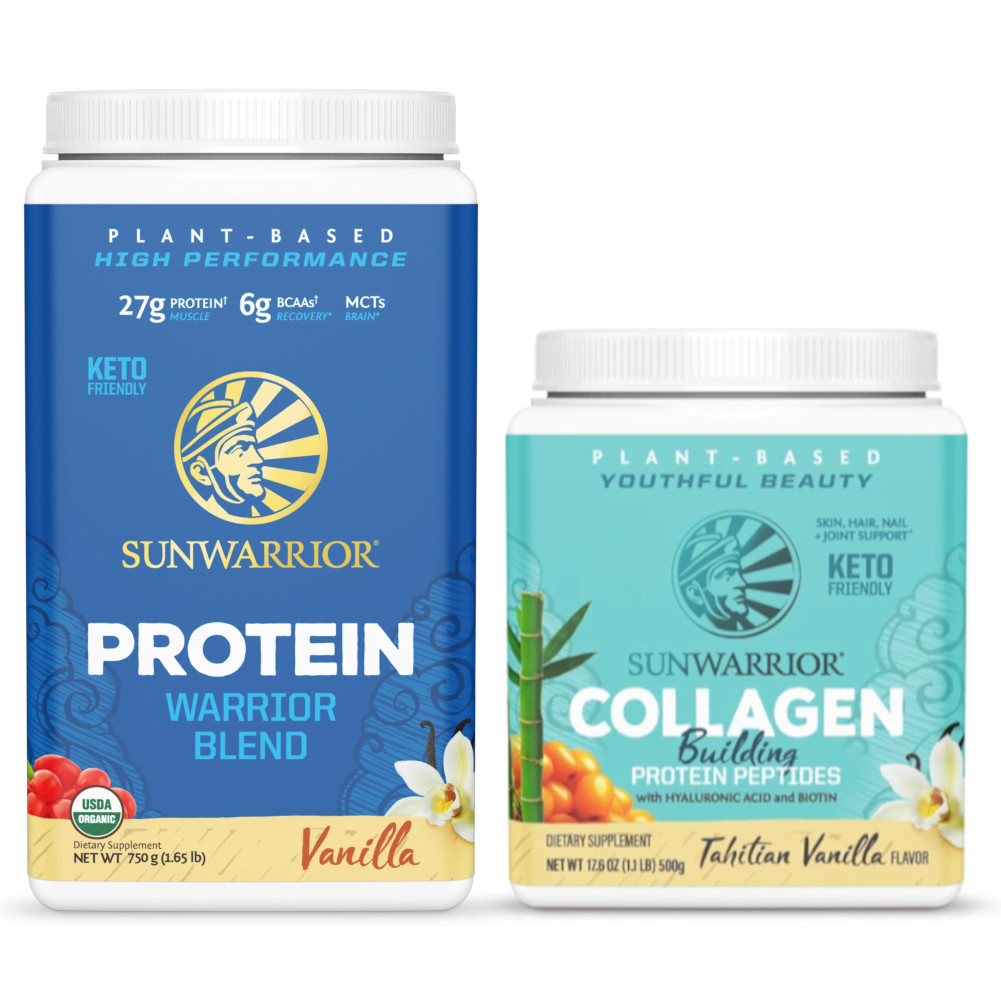 PLANT-BASED
HIGH PERFORMANCE
27g PROTEIN† MUSCLE 6g BCAAs† RECOVERY* MCTs BRAIN*
KETO
FRIENDLY
SUNWARRIOR®
PROTEIN
WARRIOR
BLEND
USDA
ORGANIC
Dietary Supplement
NET WT 750 g (1.65 lb)
Vanilla
PLANT-BASED
YOUTHFUL BEAUTY
SKIN, HAIR, NAIL
+ JOINT SUPPORT*
KETO
FRIENDLY
SUNWARRIOR®
COLLAGEN
Building
PROTEIN PEPTIDES
with HYALURONIC ACID and BIOTIN
DIETARY SUPPLEMENT
NET WT 17.6 OZ (1.1 LB) 500g
Tahitian Vanilla FLAVOR